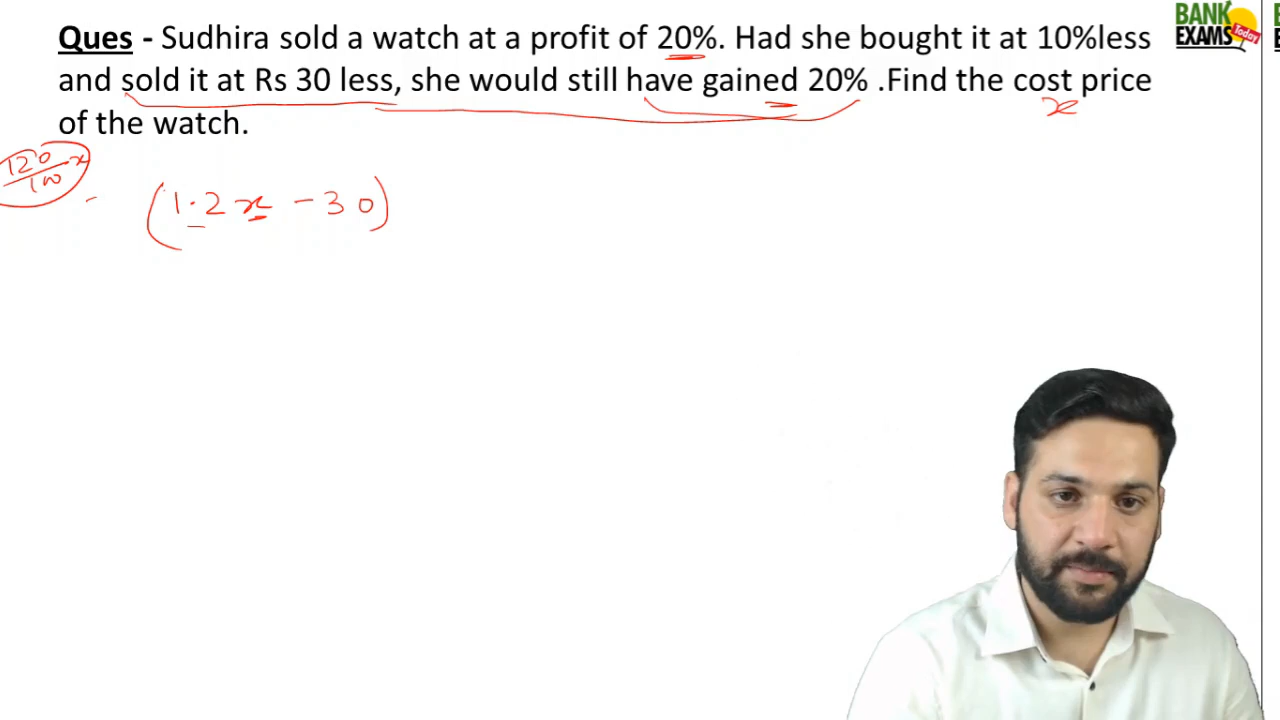 Ques - Sudhira sold a watch at a profit of 20%. Had she bought it at 10%less
and sold it at Rs 30 less, she would still have gained 20% .Find the cost price
of the watch.
x
120/100 x
(1.2x - 30)
BANK
EXAMS
Today